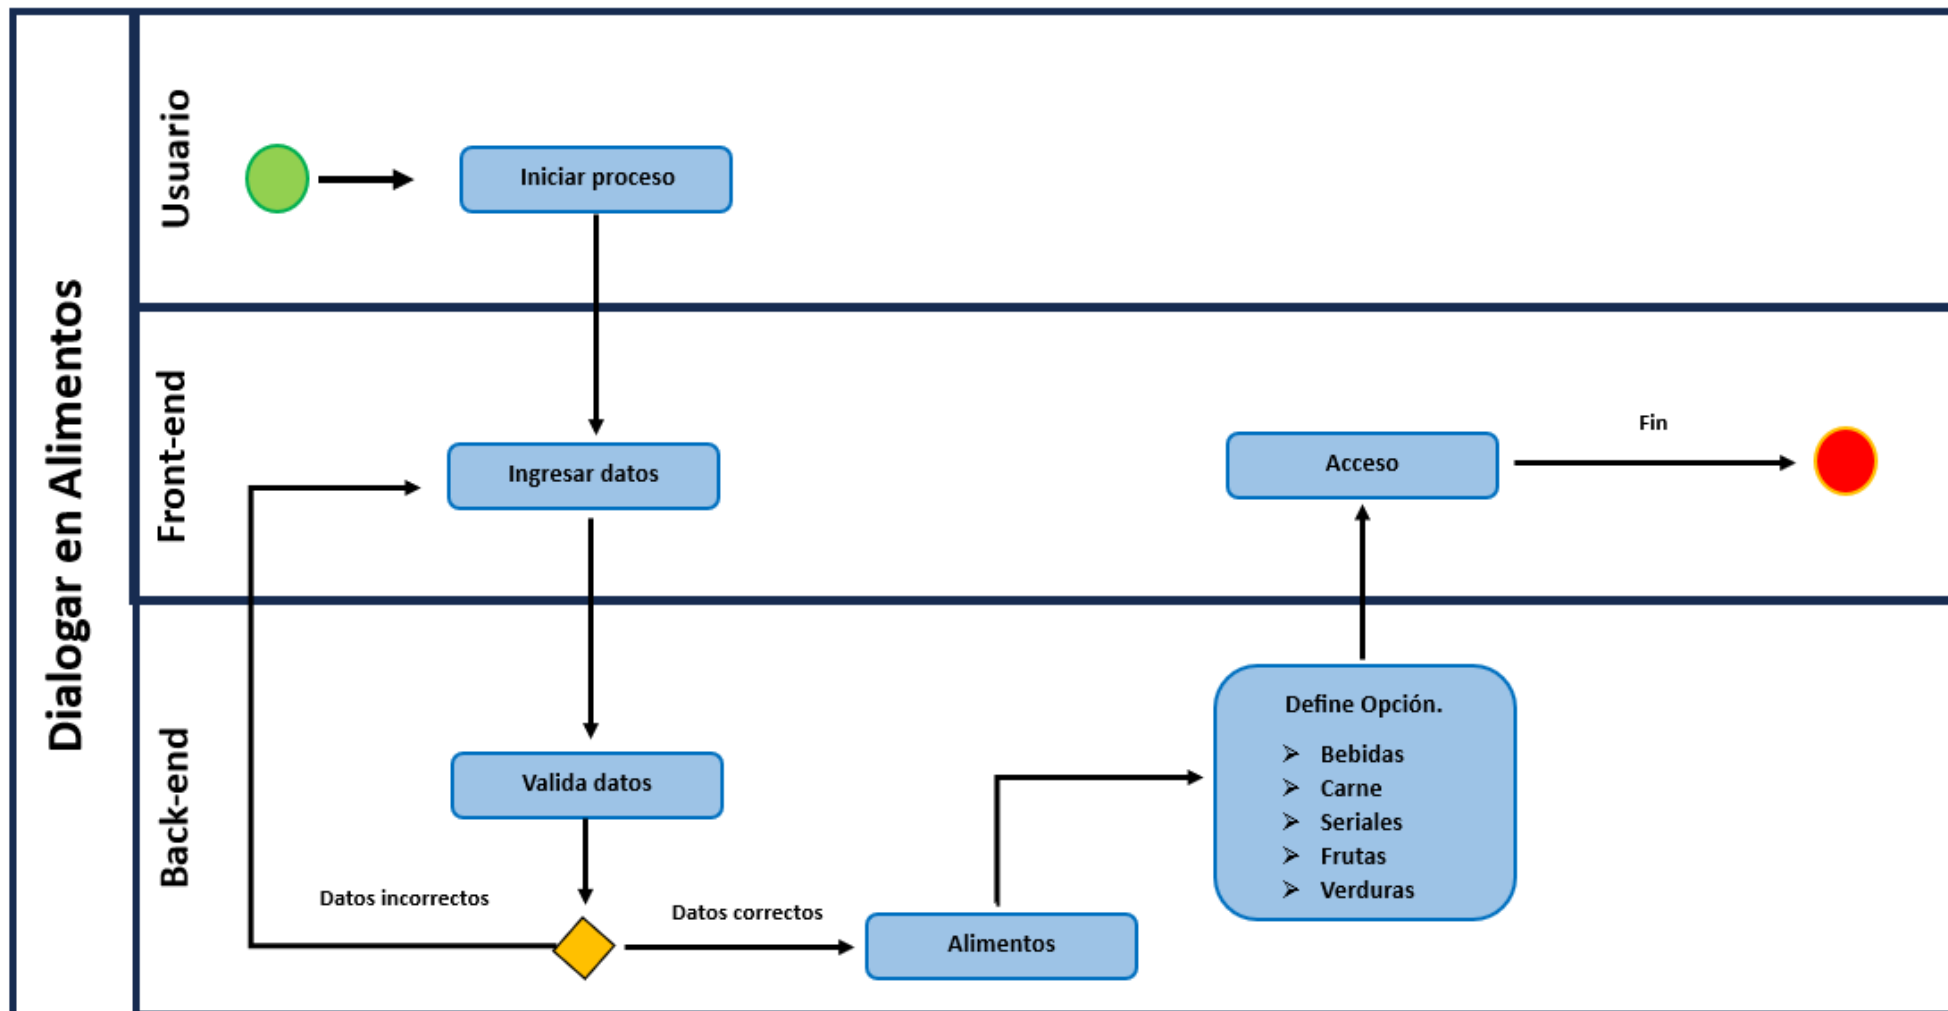 Dialogar en Alimentos
Usuario
Iniciar proceso
Front-end
Ingresar datos
Acceso
Fin
Back-end
Valida datos
Datos incorrectos
Datos correctos
Alimentos
Define Opción.
Bebidas
Carne
Seriales
Frutas
Verduras